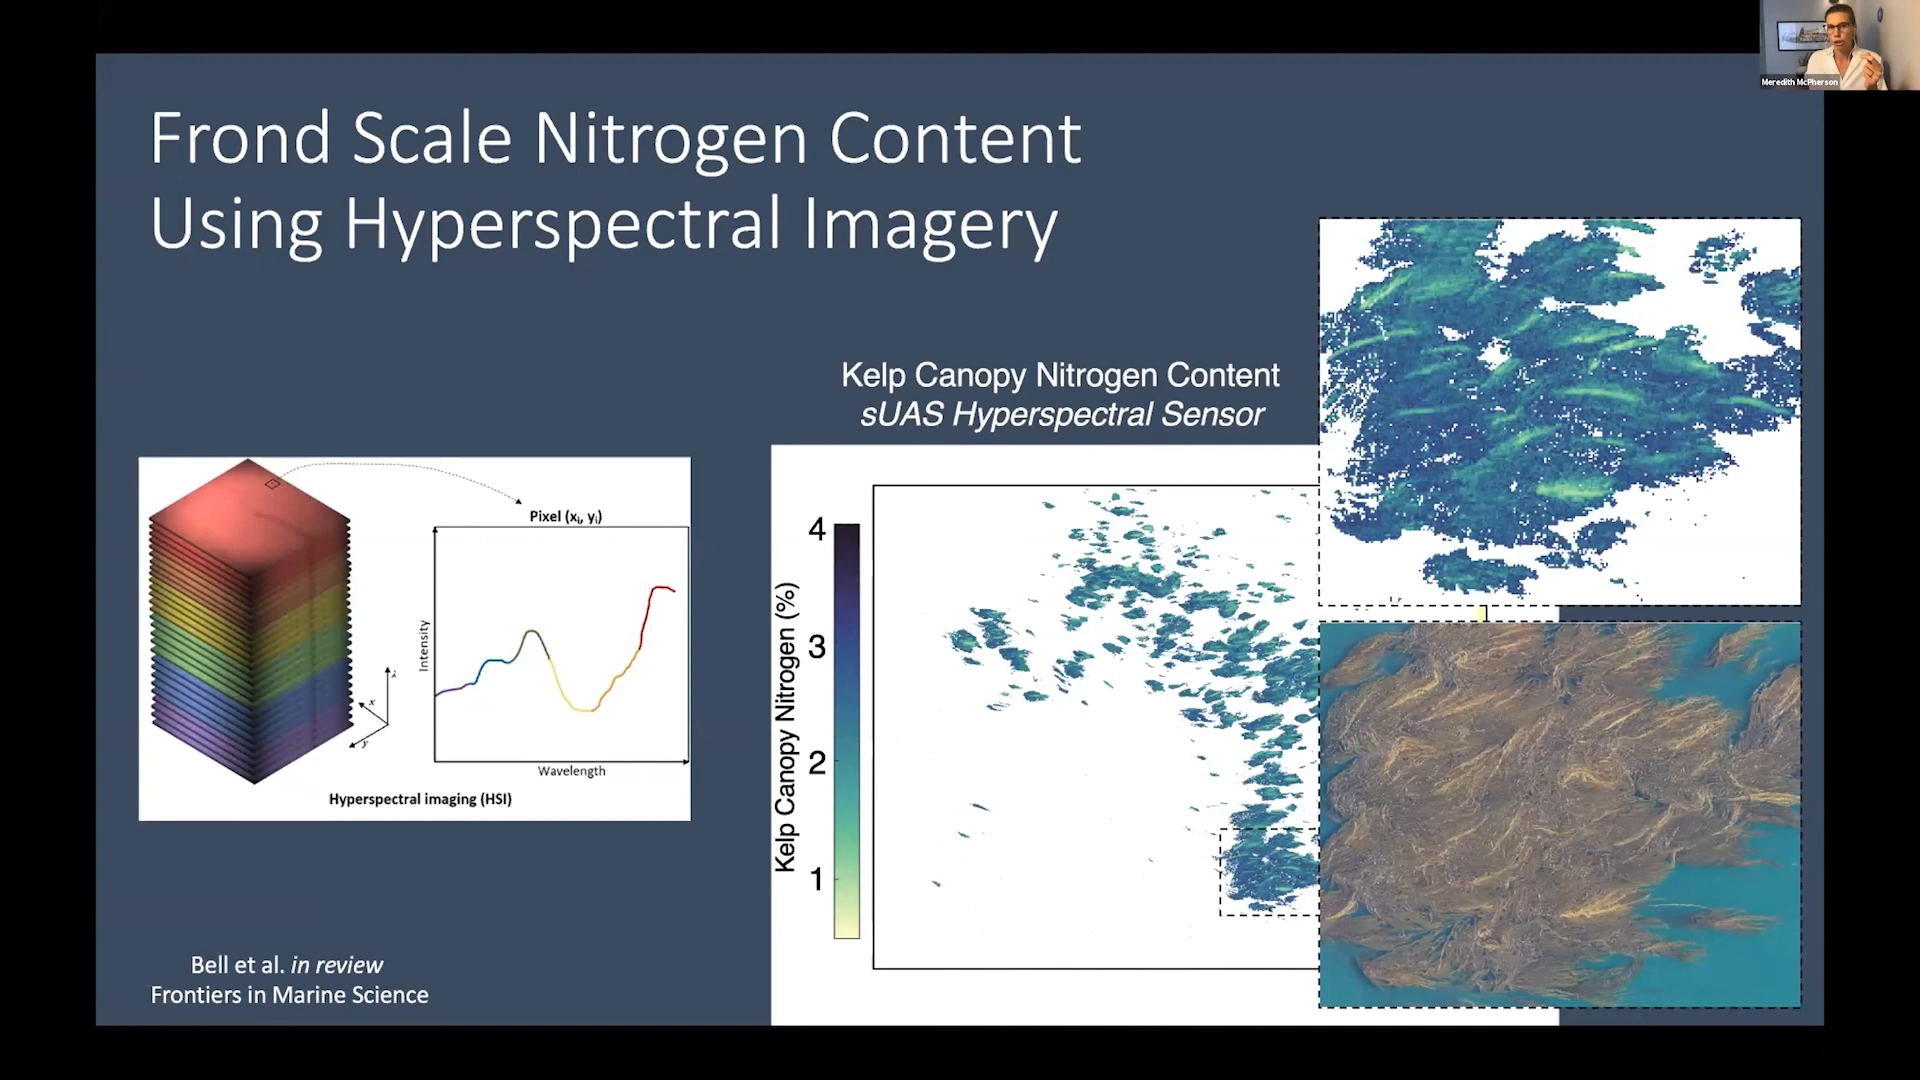 Meredith McPherson
Frond Scale Nitrogen Content
Using Hyperspectral Imagery
Kelp Canopy Nitrogen Content
sUAS Hyperspectral Sensor
Pixel (xᵢ, yᵢ)
Intensity
Wavelength
λ
x
y
Hyperspectral imaging (HSI)
Kelp Canopy Nitrogen (%)
4
3
2
1
Bell et al. in review
Frontiers in Marine Science